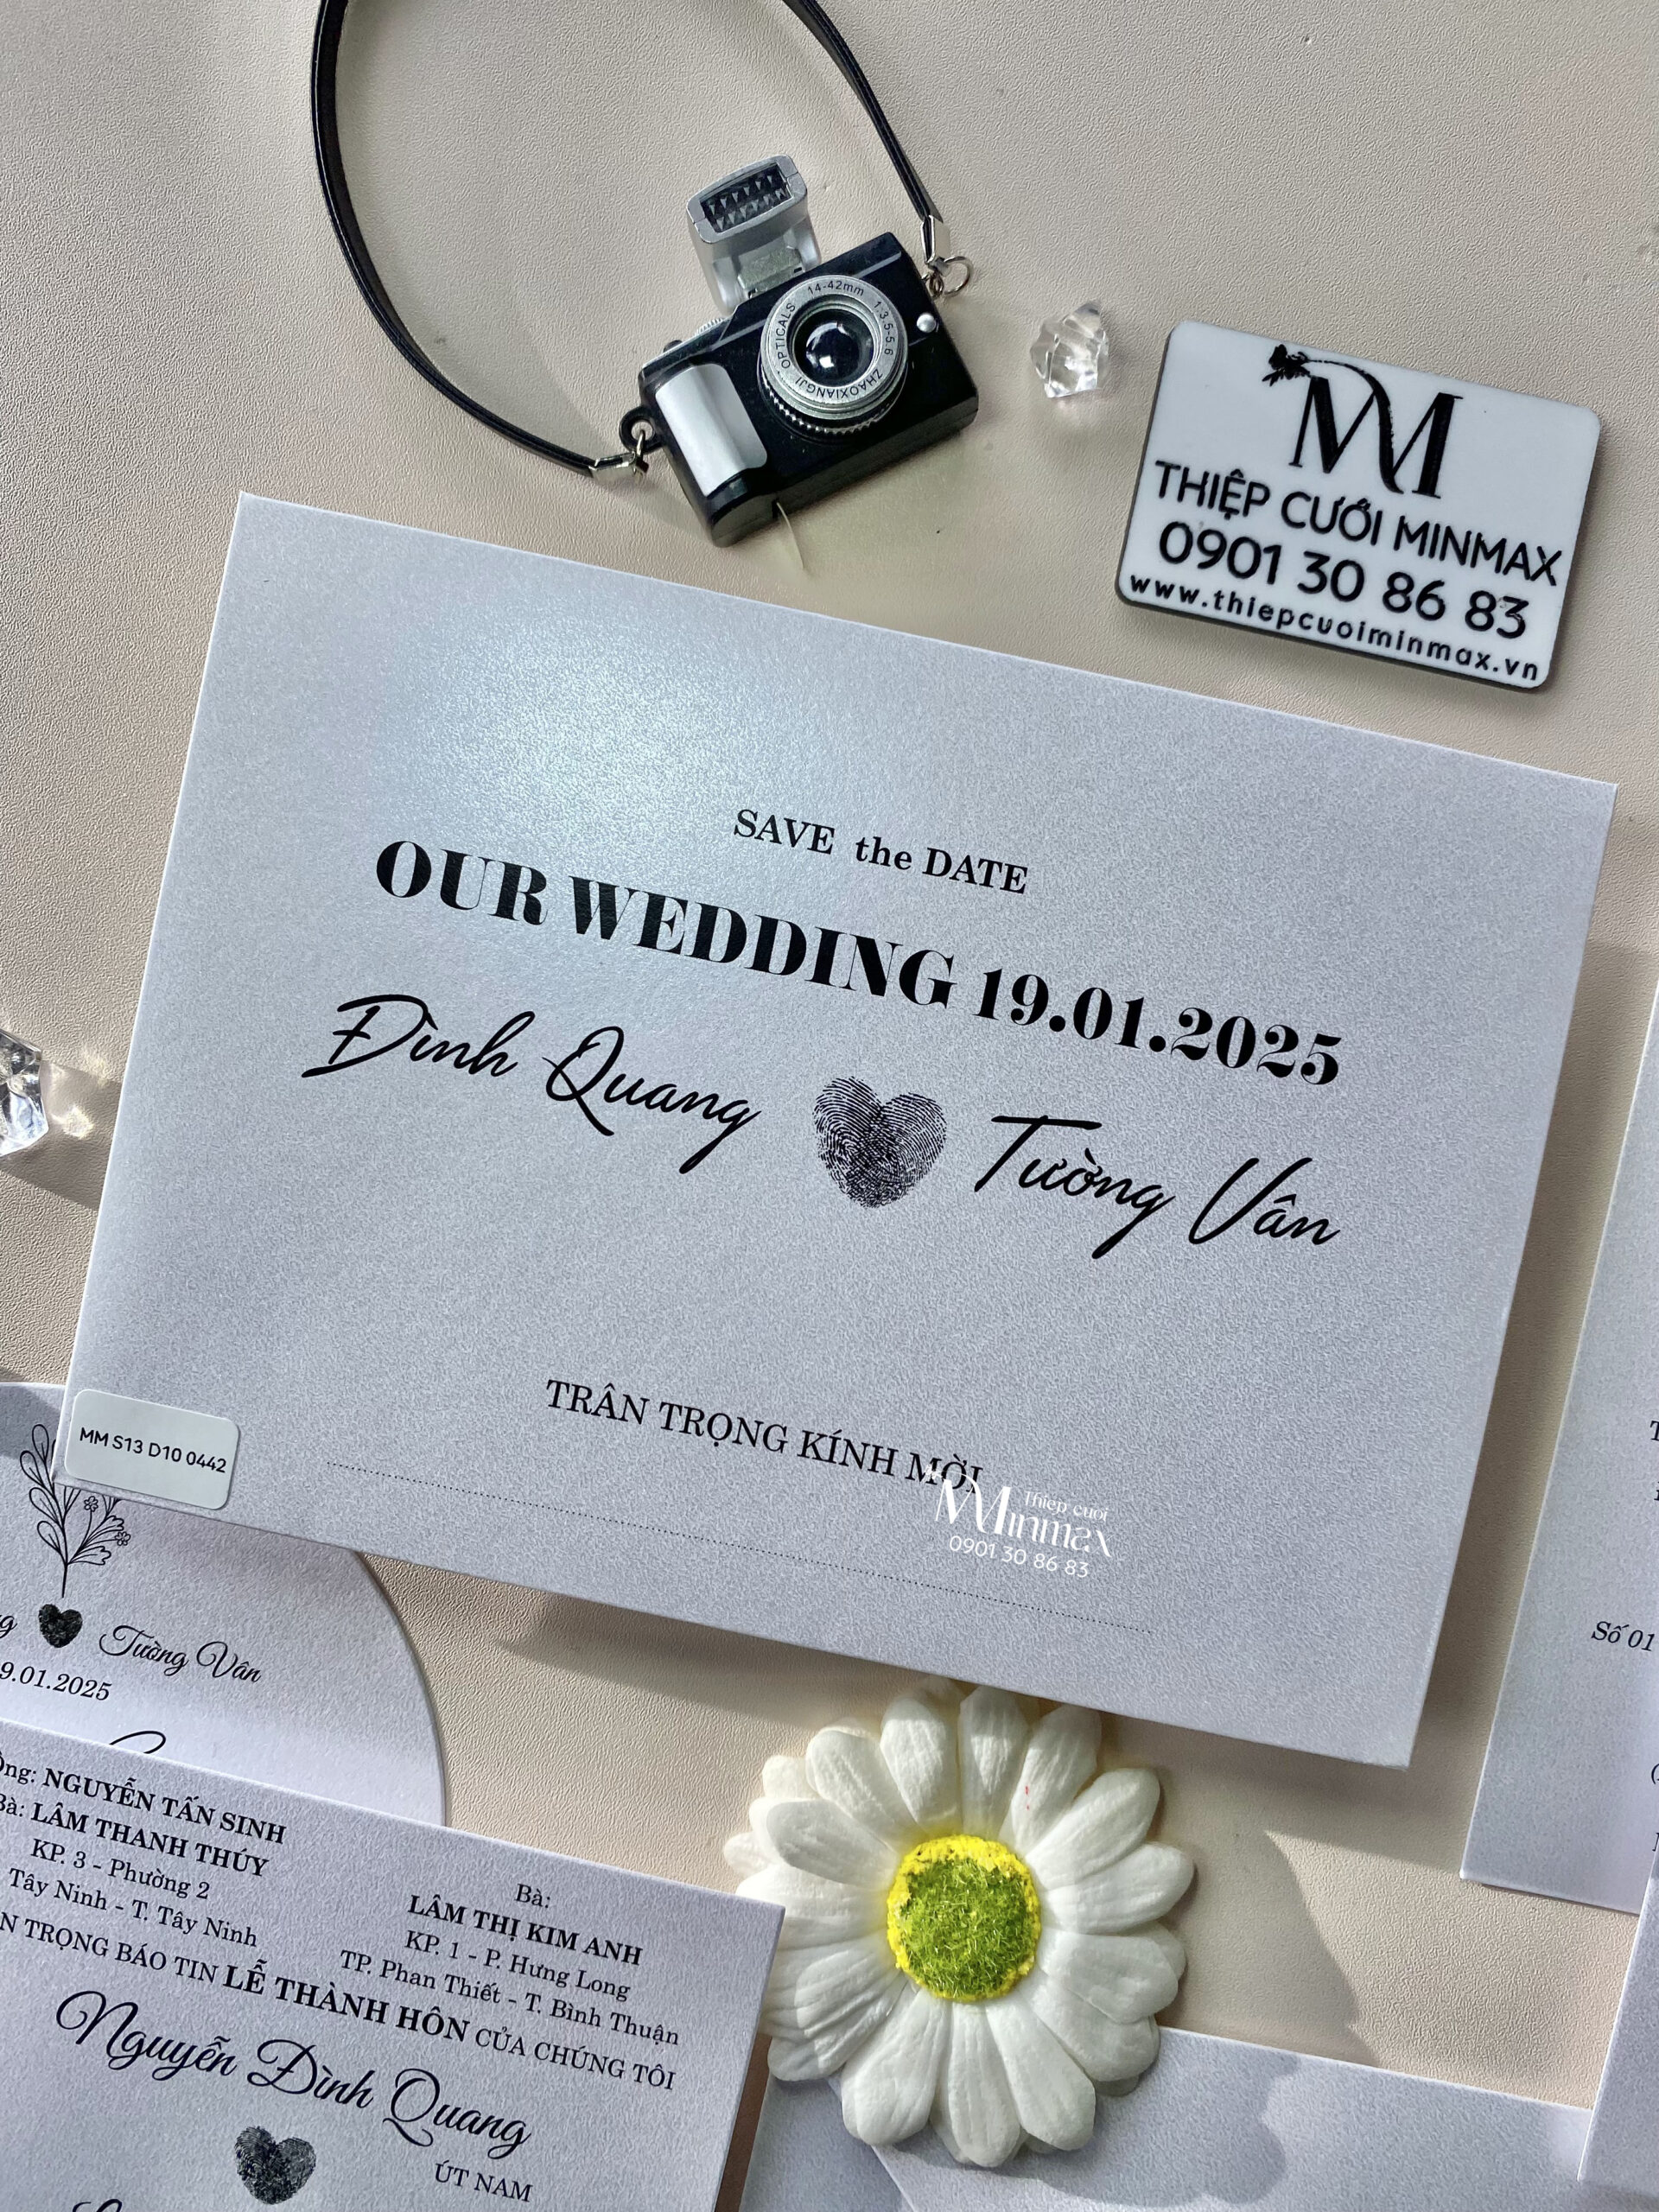 14-42mm 1:3.5-5.6 ZHAOXIANGJI OPTICALS
THIỆP CƯỚI MINMAX
0901 30 86 83
www.thiepcuoiminmax.vn
SAVE the DATE
OUR WEDDING 19.01.2025
Đình Quang Tường Vân
TRÂN TRỌNG KÍNH MỜI
Thiep cuoi
Minmax
0901 30 86 83
MM S13 D10 0442
Tường Vân
9.01.2025
Số 01
Ông: NGUYỄN TẤN SINH
Bà: LÂM THANH THÚY
KP. 3 - Phường 2
Tây Ninh - T. Tây Ninh
Bà:
LÂM THỊ KIM ANH
KP. 1 - P. Hưng Long
TP. Phan Thiết - T. Bình Thuận
N TRỌNG BÁO TIN LỄ THÀNH HÔN CỦA CHÚNG TÔI
Nguyễn Đình Quang
ÚT NAM